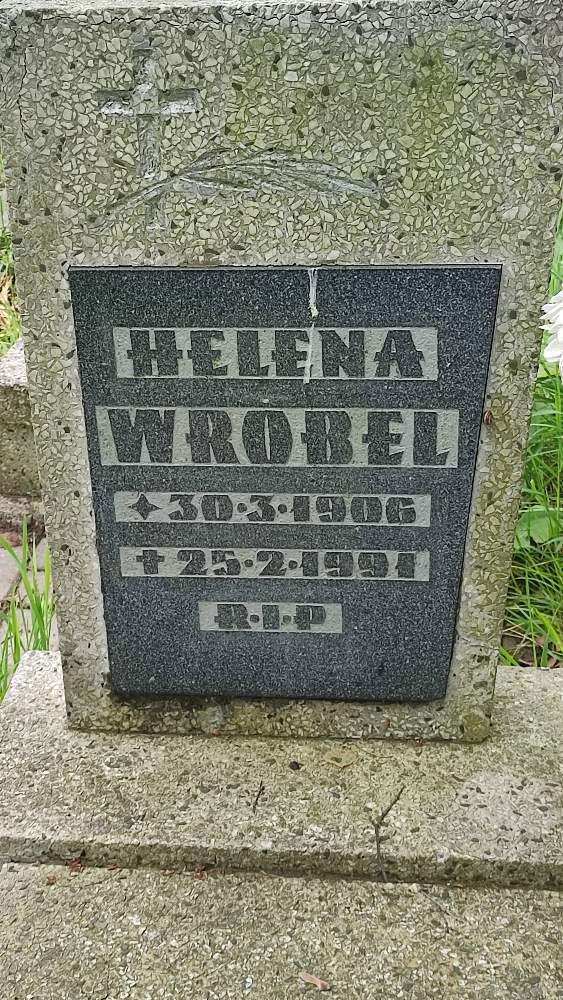 HELENA
WROBEL
✦ 30·3·1906
✝ 25·2·1991
R·I·P